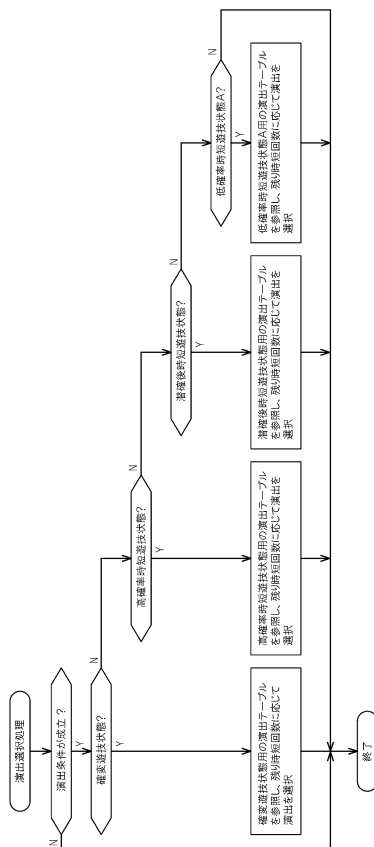 演出選択処理
演出条件が成立？
N
Y
確変遊技状態？
N
Y
高確率時短遊技状態？
N
Y
潜確後時短遊技状態？
N
Y
低確率時短遊技状態A？
N
Y
確変遊技状態用の演出テーブル
を参照し、残り時短回数に応じて
演出を選択
高確率時短遊技状態用の演出テーブル
を参照し、残り時短回数に応じて演出を
選択
潜確後時短遊技状態用の演出テーブル
を参照し、残り時短回数に応じて演出を
選択
低確率時短遊技状態A用の演出テーブル
を参照し、残り時短回数に応じて演出を
選択
終了